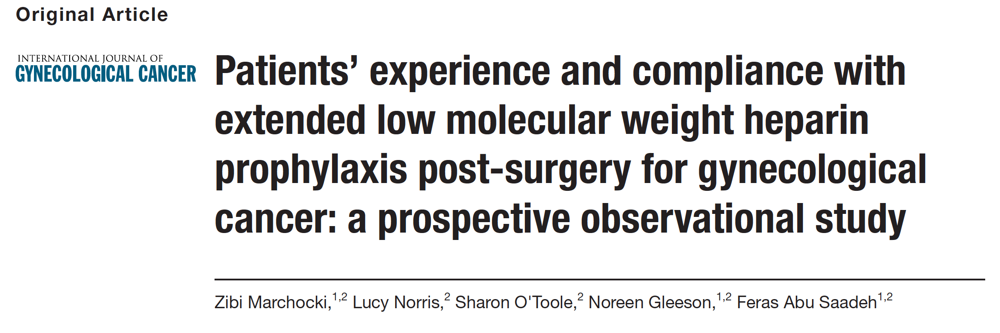 Original Article
INTERNATIONAL JOURNAL OF
GYNECOLOGICAL CANCER
Patients’ experience and compliance with
extended low molecular weight heparin
prophylaxis post-surgery for gynecological
cancer: a prospective observational study
Zibi Marchocki,1,2 Lucy Norris,2 Sharon O'Toole,2 Noreen Gleeson,1,2 Feras Abu Saadeh1,2